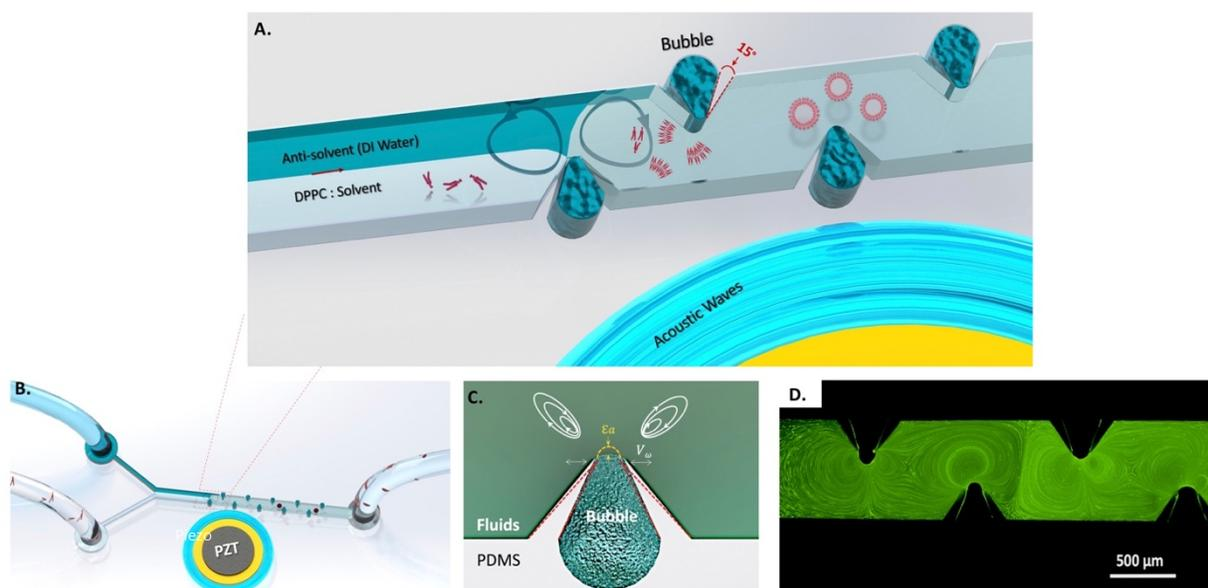 A.
Bubble
15°
Anti-solvent (DI Water)
DPPC : Solvent
Acoustic Waves
B.
Piezo
PZT
C.
εa
Vω
Bubble
Fluids
PDMS
D.
500 µm